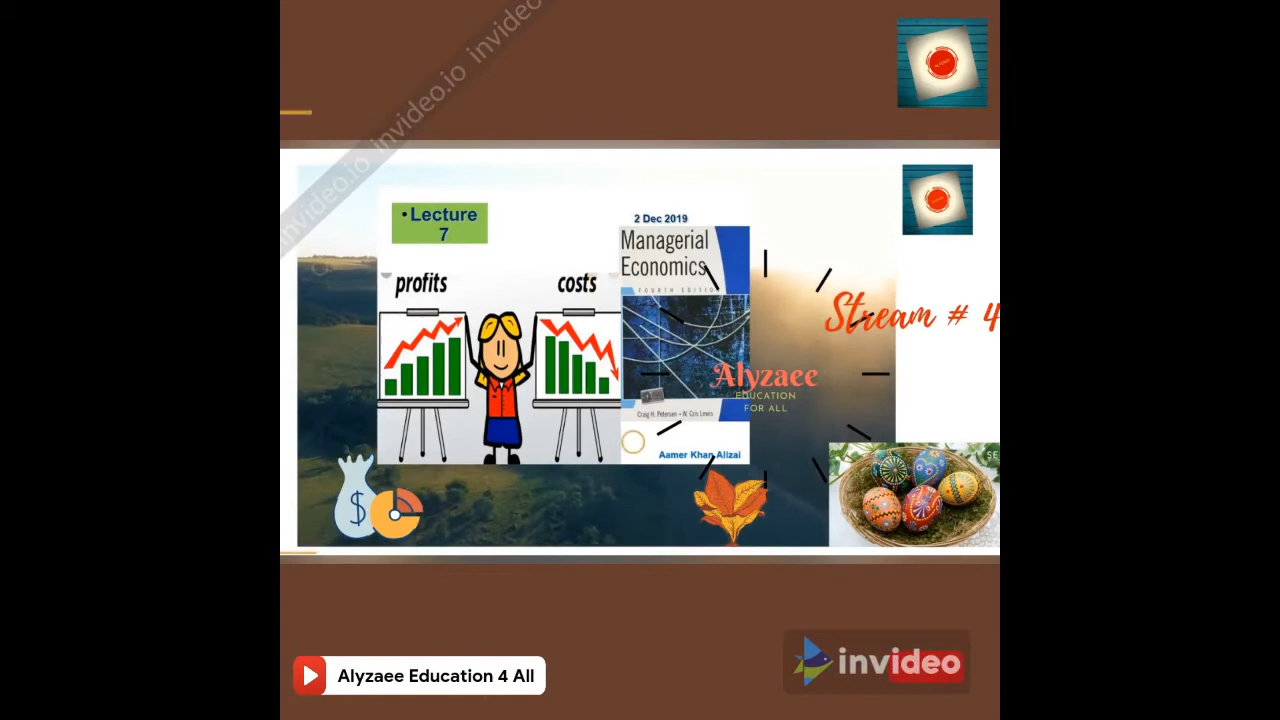 invideo.io invideo.io invideo
•Lecture
7
2 Dec 2019
Managerial
Economics
FOURTH EDITION
profits
costs
Stream # 4
Alyzaee
EDUCATION
FOR ALL
Craig H. Petersen • W. Cris Lewis
Aamer Khan Alizai
$
SE
Alyzaee Education 4 All
invideo